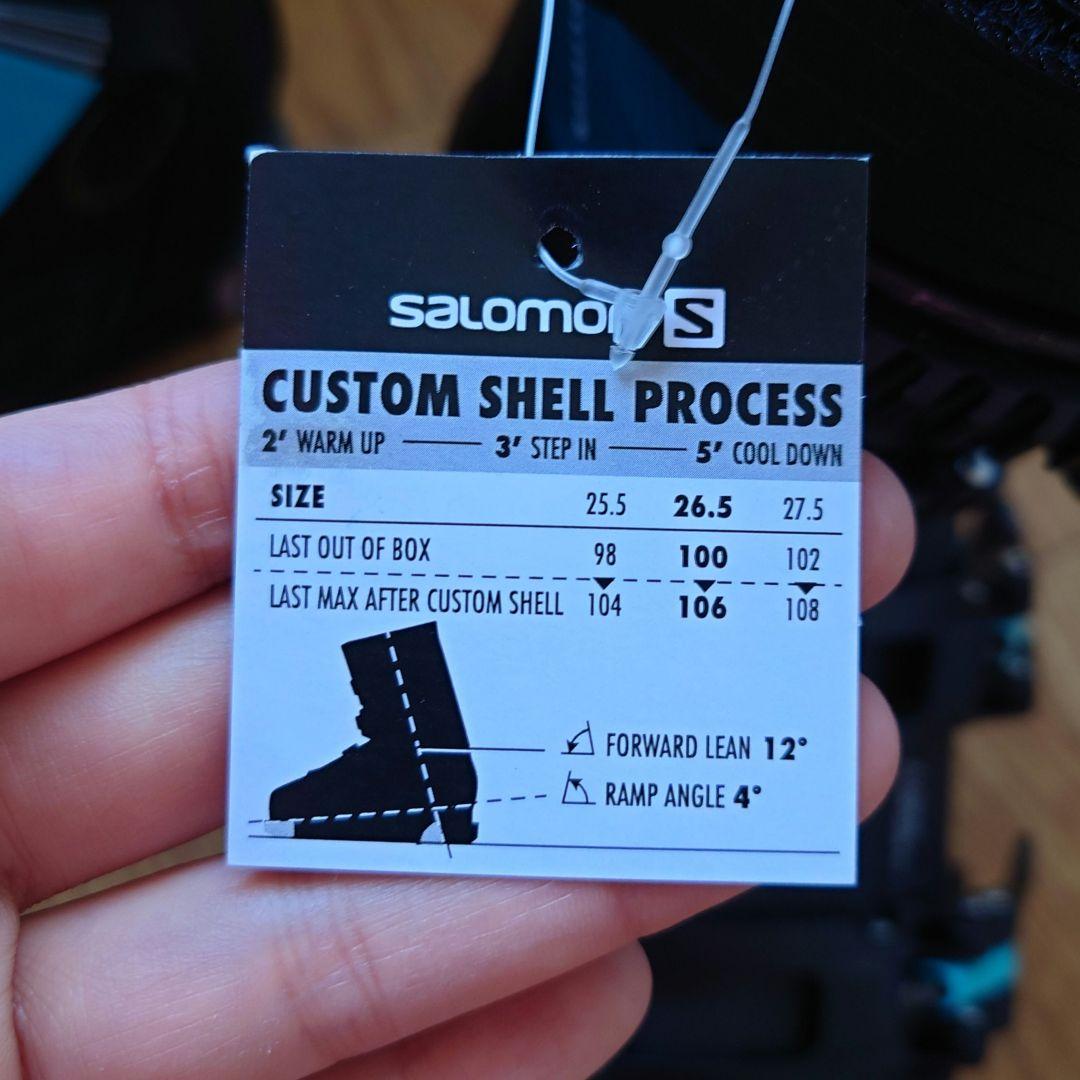 SALOMON S
CUSTOM SHELL PROCESS
2' WARM UP 3' STEP IN 5' COOL DOWN
SIZE 25.5 26.5 27.5
LAST OUT OF BOX 98 100 102
LAST MAX AFTER CUSTOM SHELL 104 106 108
FORWARD LEAN 12°
RAMP ANGLE 4°